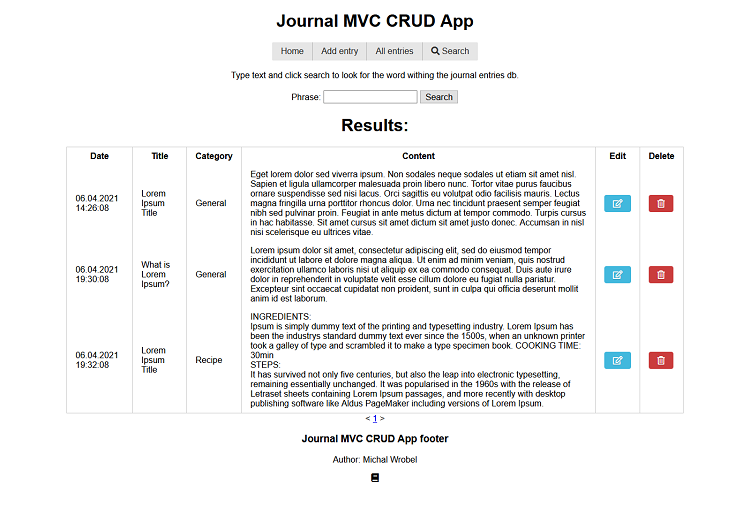 Journal MVC CRUD App
Home Add entry All entries Search
Type text and click search to look for the word withing the journal entries db.
Phrase: Search
Results:
Date Title Category Content Edit Delete
06.04.2021
14:26:08
Lorem
Ipsum
Title
General
Eget lorem dolor sed viverra ipsum. Non sodales neque sodales ut etiam sit amet nisl.
Sapien et ligula ullamcorper malesuada proin libero nunc. Tortor vitae purus faucibus
ornare suspendisse sed nisi lacus. Orci sagittis eu volutpat odio facilisis mauris. Lectus
magna fringilla urna porttitor rhoncus dolor. Urna nec tincidunt praesent semper feugiat
nibh sed pulvinar proin. Feugiat in ante metus dictum at tempor commodo. Turpis cursus
in hac habitasse. Sit amet cursus sit amet dictum sit amet justo donec. Accumsan in nisl
nisi scelerisque eu ultrices vitae.
06.04.2021
19:30:08
What is
Lorem
Ipsum?
General
Lorem ipsum dolor sit amet, consectetur adipiscing elit, sed do eiusmod tempor
incididunt ut labore et dolore magna aliqua. Ut enim ad minim veniam, quis nostrud
exercitation ullamco laboris nisi ut aliquip ex ea commodo consequat. Duis aute irure
dolor in reprehenderit in voluptate velit esse cillum dolore eu fugiat nulla pariatur.
Excepteur sint occaecat cupidatat non proident, sunt in culpa qui officia deserunt mollit
anim id est laborum.
06.04.2021
19:32:08
Lorem
Ipsum
Title
Recipe
INGREDIENTS:
Ipsum is simply dummy text of the printing and typesetting industry. Lorem Ipsum has
been the industrys standard dummy text ever since the 1500s, when an unknown printer
took a galley of type and scrambled it to make a type specimen book. COOKING TIME:
30min
STEPS:
It has survived not only five centuries, but also the leap into electronic typesetting,
remaining essentially unchanged. It was popularised in the 1960s with the release of
Letraset sheets containing Lorem Ipsum passages, and more recently with desktop
publishing software like Aldus PageMaker including versions of Lorem Ipsum.
< 1 >
Journal MVC CRUD App footer
Author: Michal Wrobel